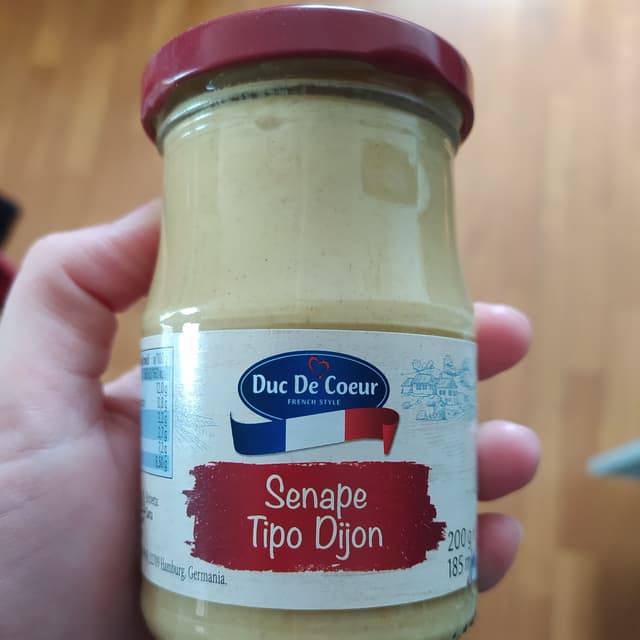 Duc De Coeur
FRENCH STYLE
Senape
Tipo Dijon
200 g
185 m
Hamburg, Germania.